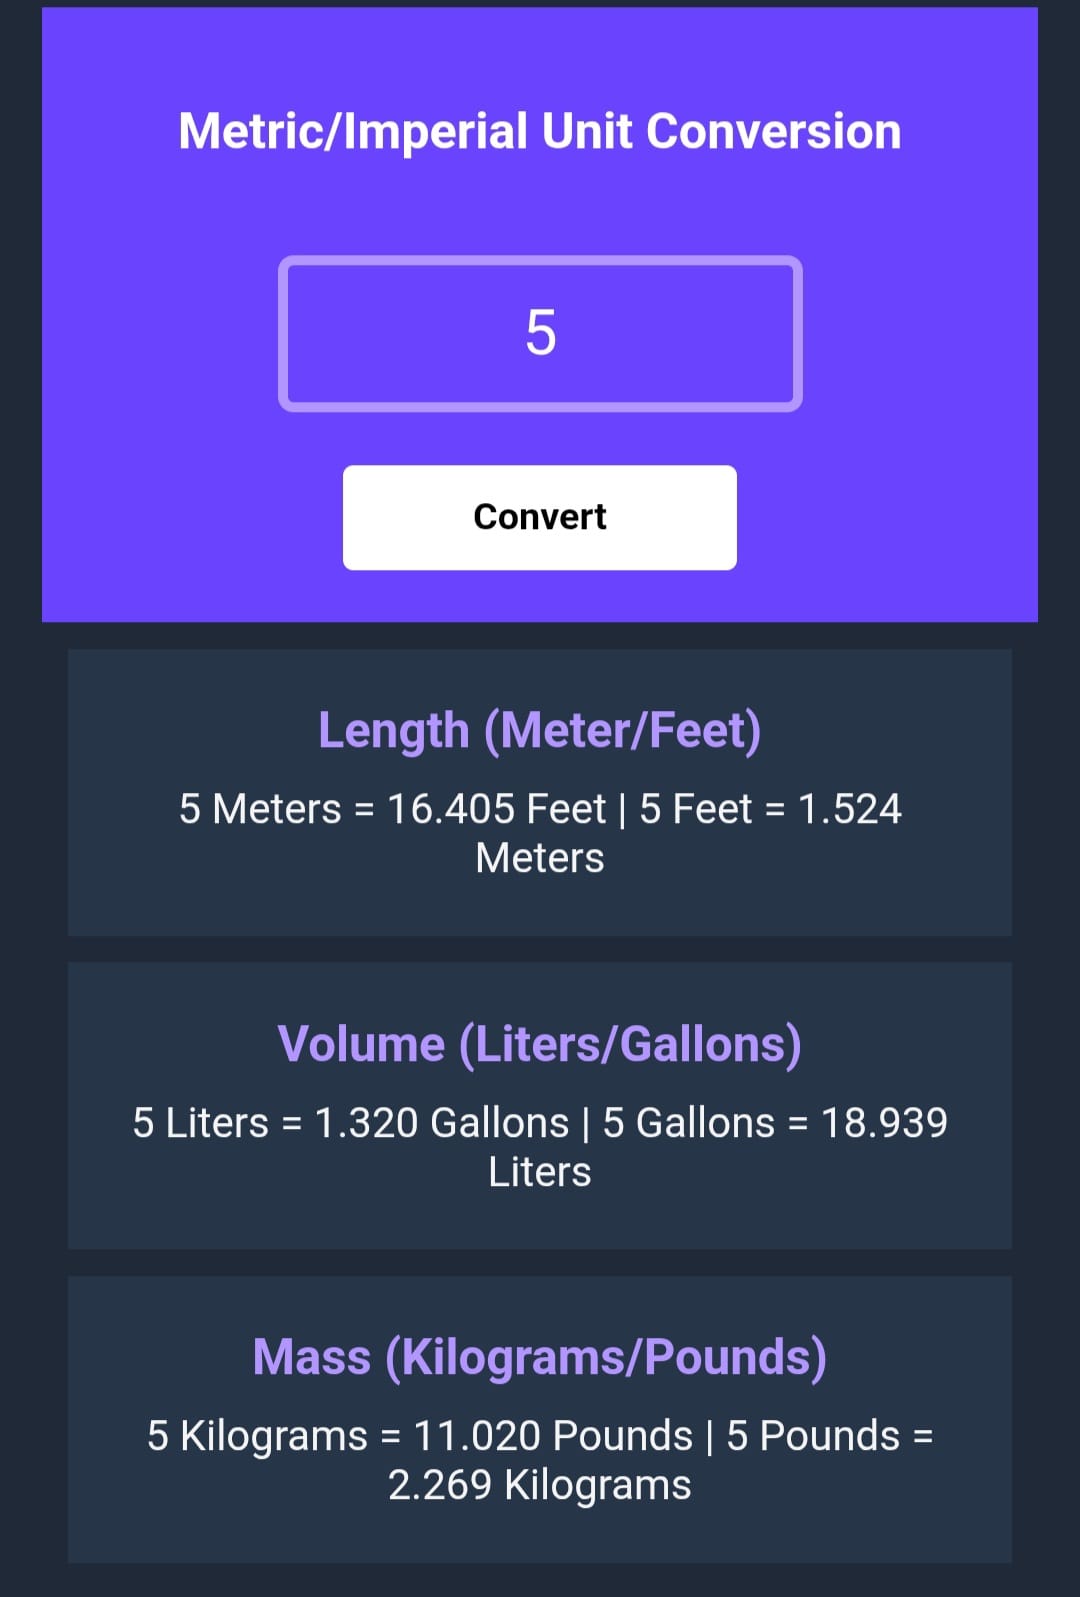 Metric/Imperial Unit Conversion
5
Convert
Length (Meter/Feet)
5 Meters = 16.405 Feet | 5 Feet = 1.524
Meters
Volume (Liters/Gallons)
5 Liters = 1.320 Gallons | 5 Gallons = 18.939
Liters
Mass (Kilograms/Pounds)
5 Kilograms = 11.020 Pounds | 5 Pounds =
2.269 Kilograms